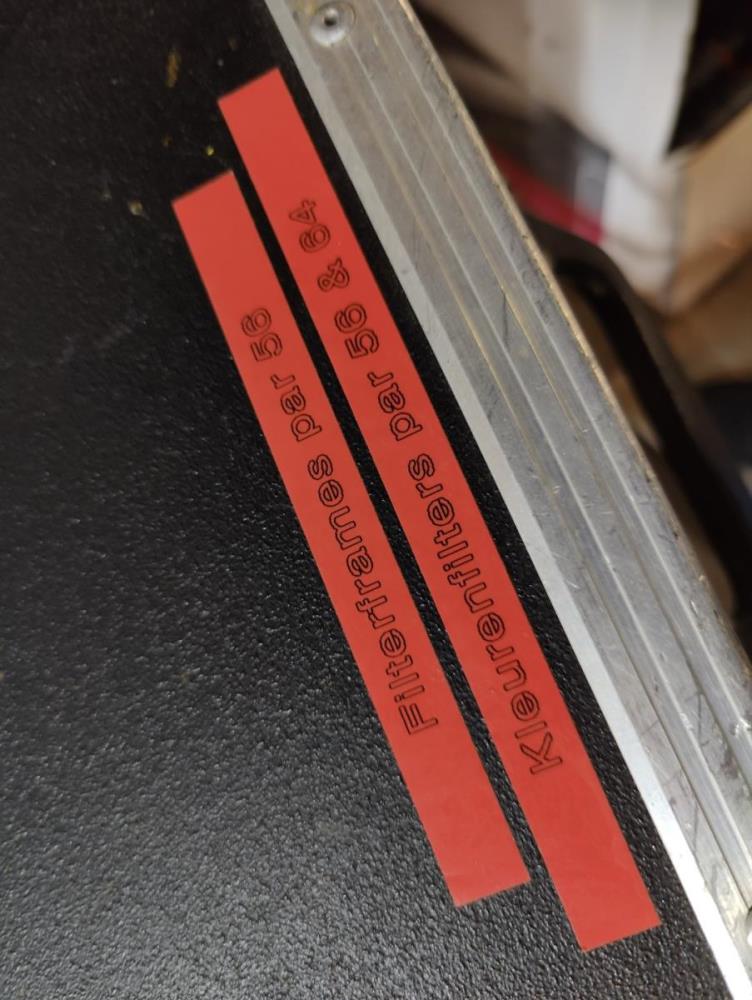 Filterframes par 56
Kleurenfilters par 56 & 64